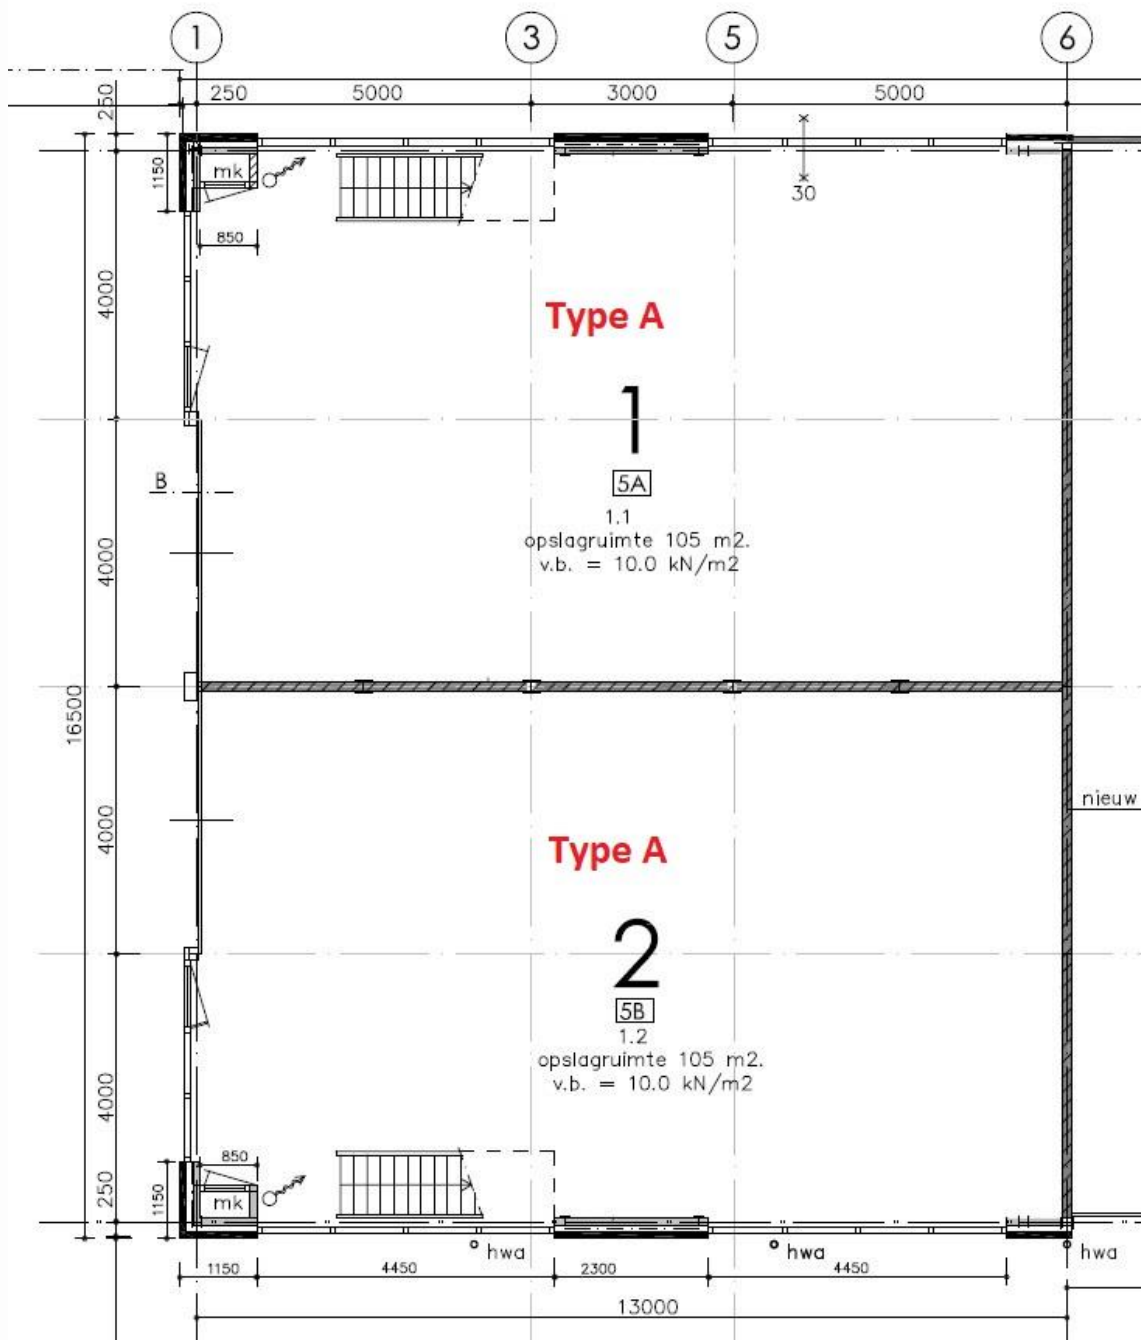 1
3
5
6
250
250
5000
3000
5000
1150
mk
30
850
4000
Type A
1
B
5A
1.1
opslagruimte 105 m2.
v.b. = 10.0 kN/m2
4000
16500
nieuw
4000
Type A
2
5B
1.2
opslagruimte 105 m2.
v.b. = 10.0 kN/m2
4000
850
250
1150
mk
hwa
hwa
hwa
1150
4450
2300
4450
13000